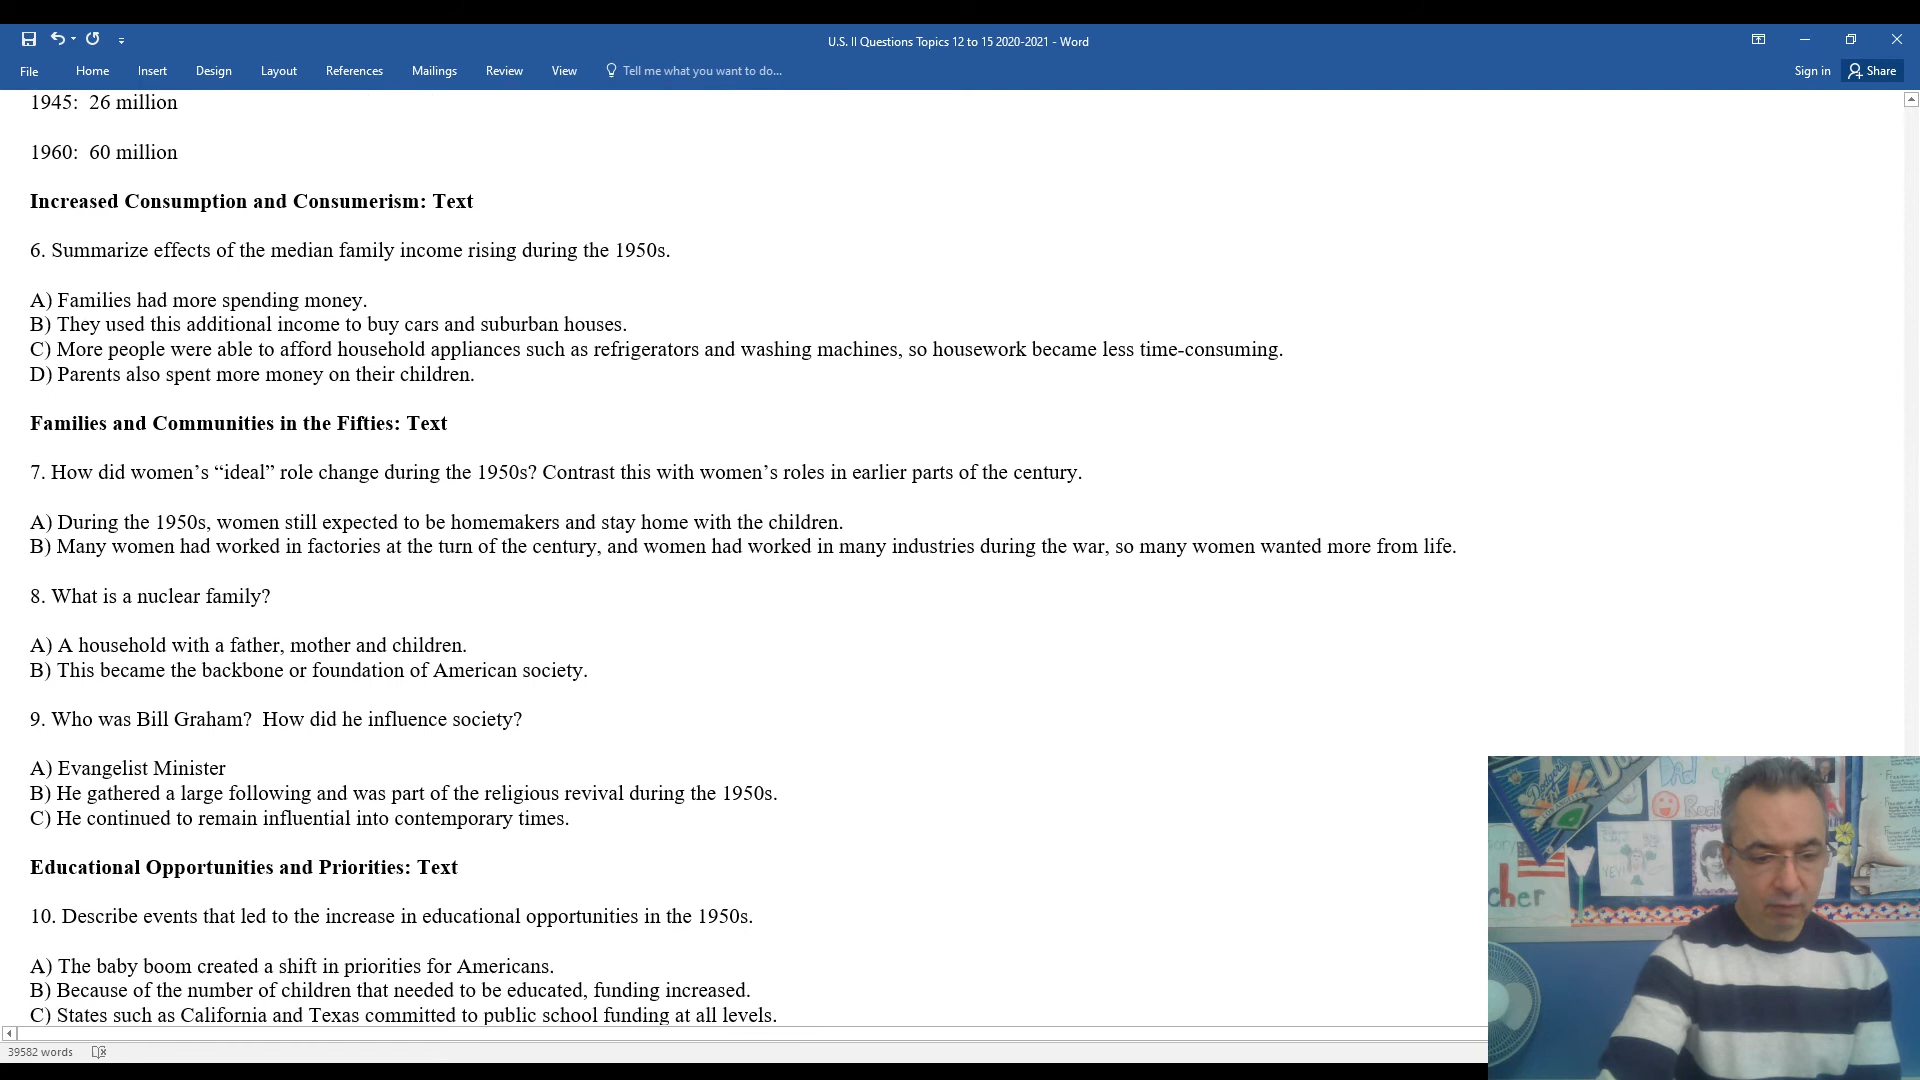 U.S. II Questions Topics 12 to 15 2020-2021 - Word
File Home Insert Design Layout References Mailings Review View Tell me what you want to do... Sign in Share
1945:  26 million
1960:  60 million
Increased Consumption and Consumerism: Text
6. Summarize effects of the median family income rising during the 1950s.
A) Families had more spending money.
B) They used this additional income to buy cars and suburban houses.
C) More people were able to afford household appliances such as refrigerators and washing machines, so housework became less time-consuming.
D) Parents also spent more money on their children.
Families and Communities in the Fifties: Text
7. How did women’s “ideal” role change during the 1950s? Contrast this with women’s roles in earlier parts of the century.
A) During the 1950s, women still expected to be homemakers and stay home with the children.
B) Many women had worked in factories at the turn of the century, and women had worked in many industries during the war, so many women wanted more from life.
8. What is a nuclear family?
A) A household with a father, mother and children.
B) This became the backbone or foundation of American society.
9. Who was Bill Graham?  How did he influence society?
A) Evangelist Minister
B) He gathered a large following and was part of the religious revival during the 1950s.
C) He continued to remain influential into contemporary times.
Educational Opportunities and Priorities: Text
10. Describe events that led to the increase in educational opportunities in the 1950s.
A) The baby boom created a shift in priorities for Americans.
B) Because of the number of children that needed to be educated, funding increased.
C) States such as California and Texas committed to public school funding at all levels.
39582 words
Dodgers
Dad